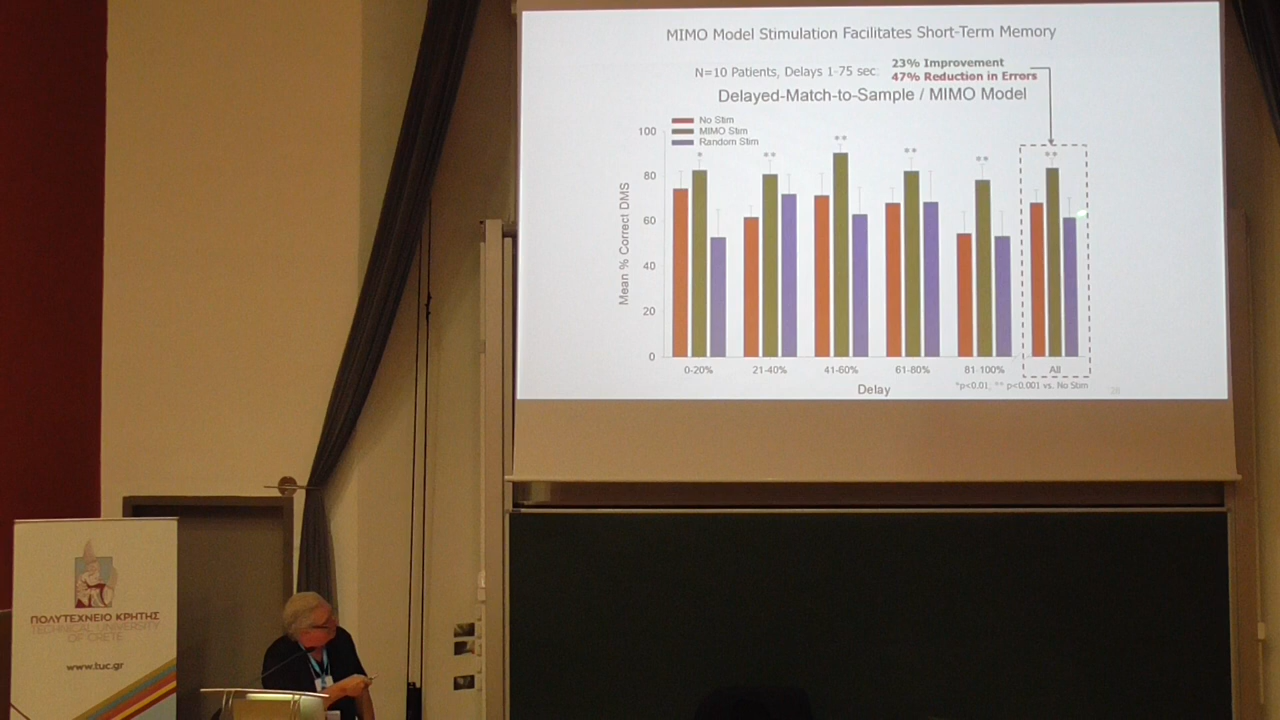 MIMO Model Stimulation Facilitates Short-Term Memory
N=10 Patients, Delays 1-75 sec.
23% Improvement
47% Reduction in Errors
Delayed-Match-to-Sample / MIMO Model
No Stim
MIMO Stim
Random Stim
Mean % Correct DMS
100
80
60
40
20
0
*
**
**
**
**
**
0-20%
21-40%
41-60%
61-80%
81-100%
All
Delay
*p<0.01, ** p<0.001 vs. No Stim
ΠΟΛΥΤΕΧΝΕΙΟ ΚΡΗΤΗΣ
TECHNICAL UNIVERSITY
OF CRETE
www.tuc.gr